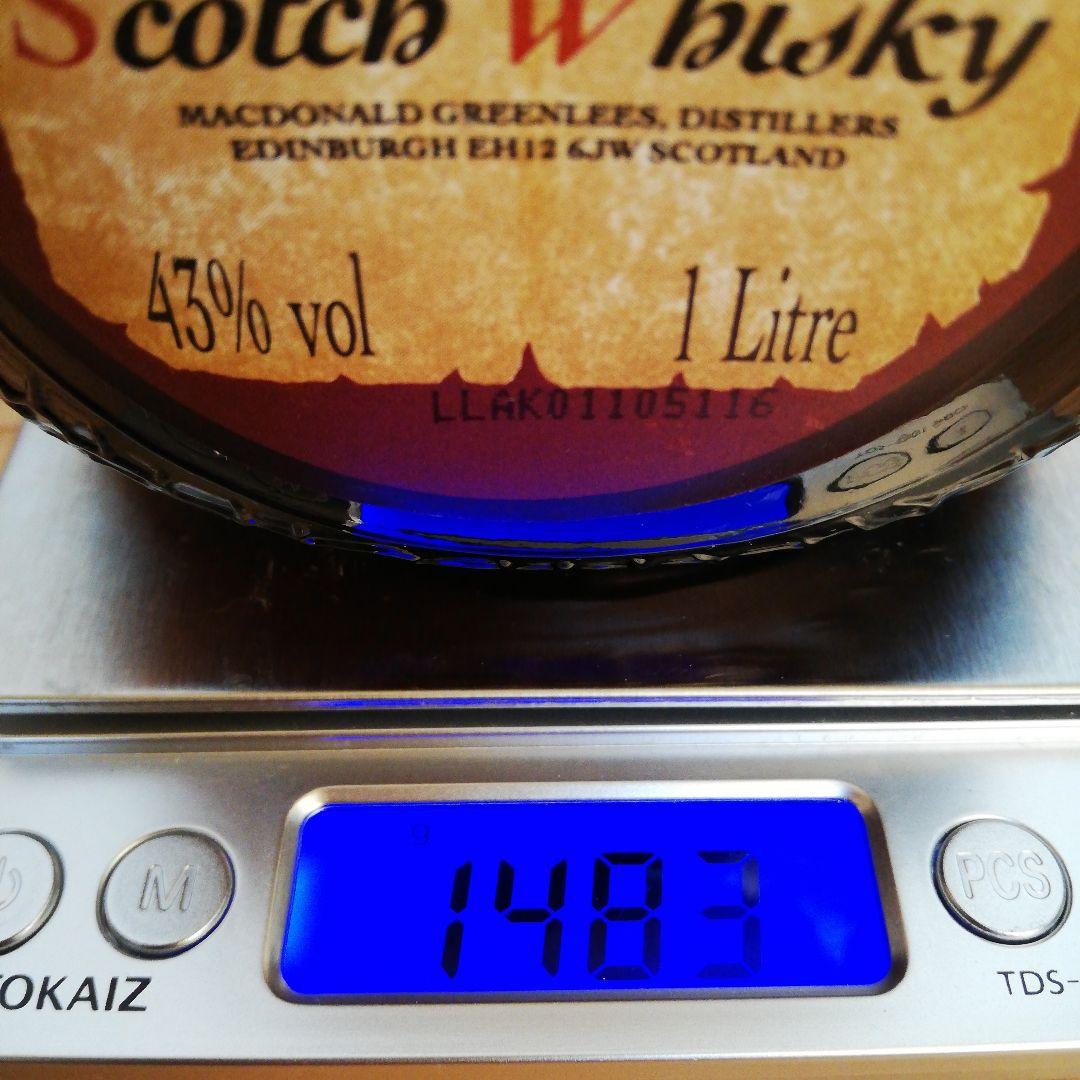 Scotch Whisky
MACDONALD GREENLEES, DISTILLERS
EDINBURGH EH12 6JW SCOTLAND
43% vol
1 Litre
LLAK01105116
g
1483
M
PCS
OKAIZ
TDS-